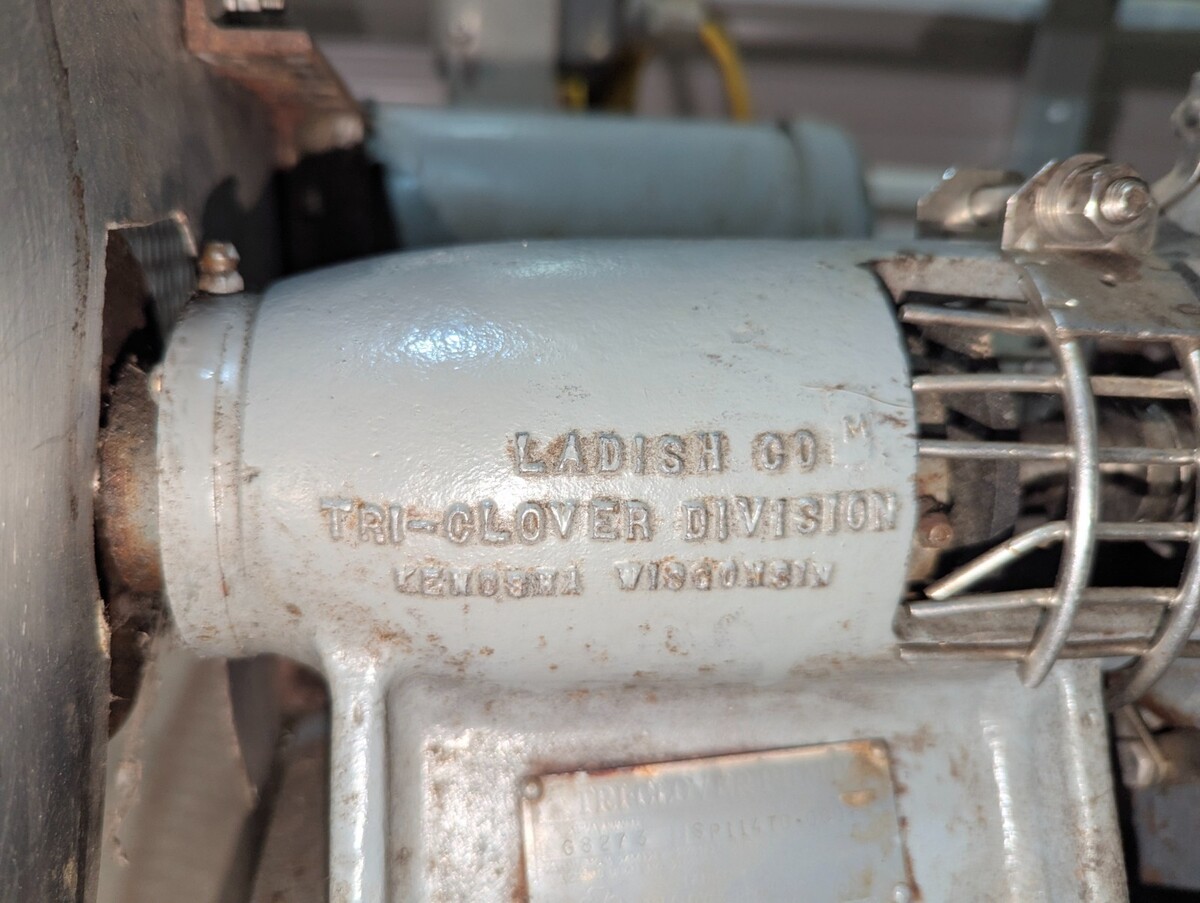 LADISH CO M
TRI-CLOVER DIVISION
KENOSHA WISCONSIN